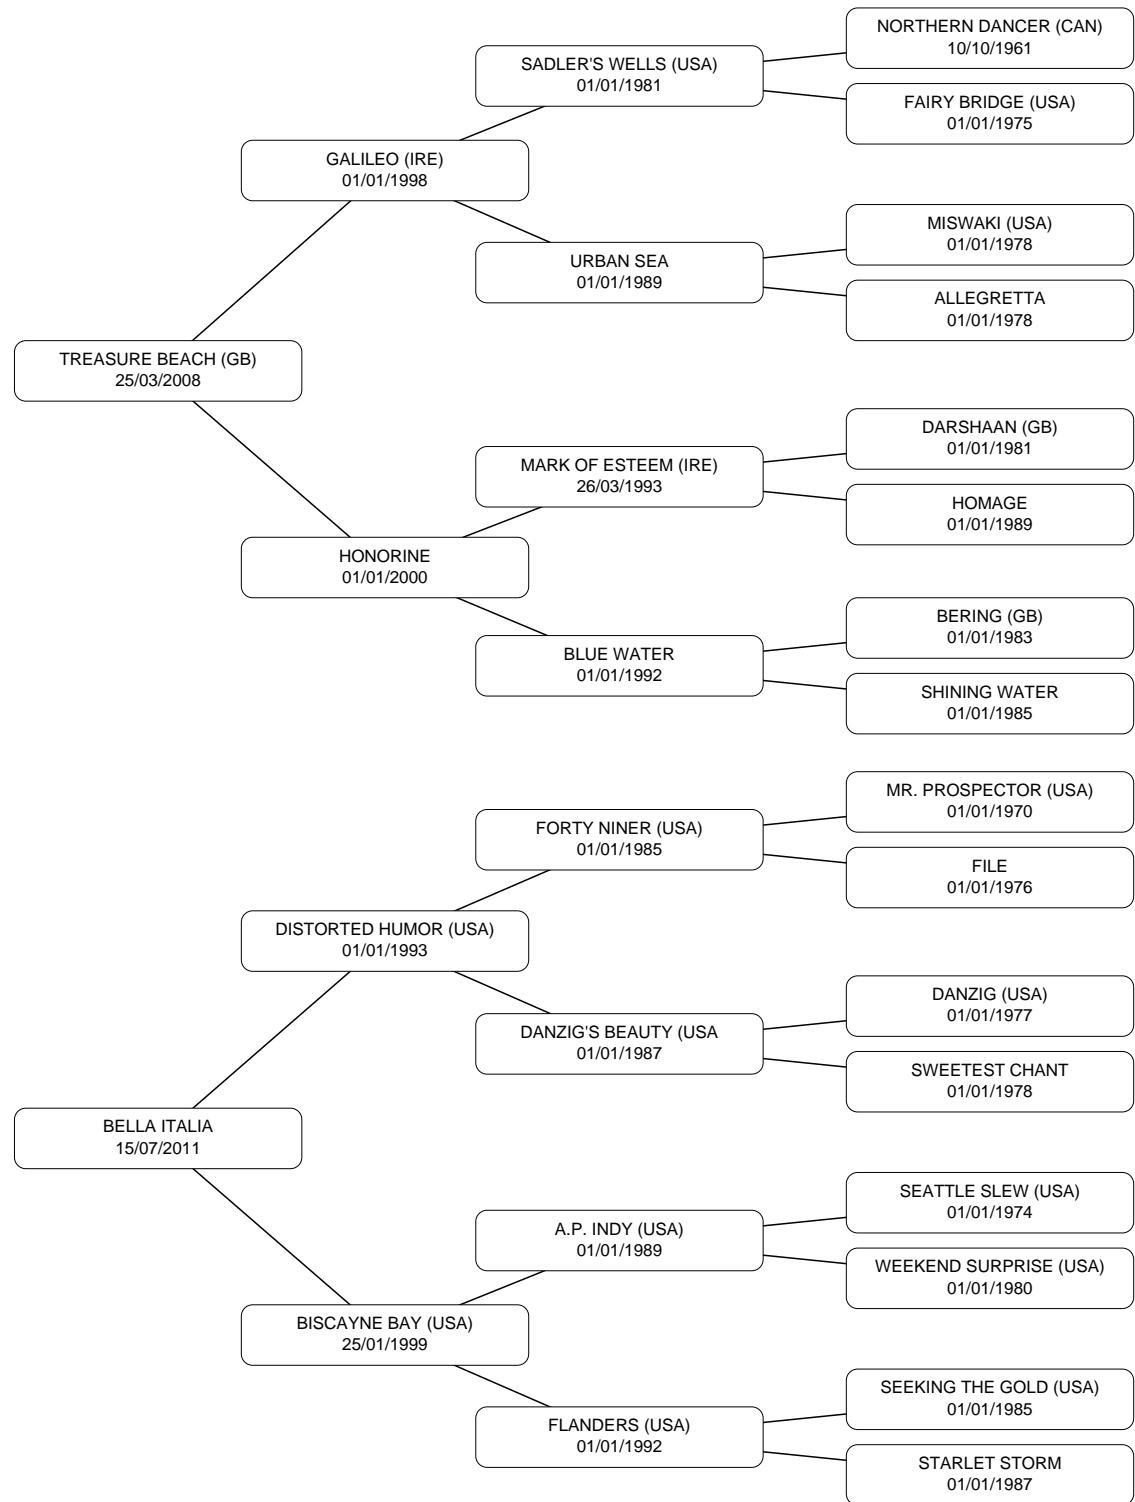 NORTHERN DANCER (CAN)
10/10/1961
SADLER'S WELLS (USA)
01/01/1981
FAIRY BRIDGE (USA)
01/01/1975
GALILEO (IRE)
01/01/1998
MISWAKI (USA)
01/01/1978
URBAN SEA
01/01/1989
ALLEGRETTA
01/01/1978
TREASURE BEACH (GB)
25/03/2008
DARSHAAN (GB)
01/01/1981
MARK OF ESTEEM (IRE)
26/03/1993
HOMAGE
01/01/1989
HONORINE
01/01/2000
BERING (GB)
01/01/1983
BLUE WATER
01/01/1992
SHINING WATER
01/01/1985
MR. PROSPECTOR (USA)
01/01/1970
FORTY NINER (USA)
01/01/1985
FILE
01/01/1976
DISTORTED HUMOR (USA)
01/01/1993
DANZIG (USA)
01/01/1977
DANZIG'S BEAUTY (USA
01/01/1987
SWEETEST CHANT
01/01/1978
BELLA ITALIA
15/07/2011
SEATTLE SLEW (USA)
01/01/1974
A.P. INDY (USA)
01/01/1989
WEEKEND SURPRISE (USA)
01/01/1980
BISCAYNE BAY (USA)
25/01/1999
SEEKING THE GOLD (USA)
01/01/1985
FLANDERS (USA)
01/01/1992
STARLET STORM
01/01/1987